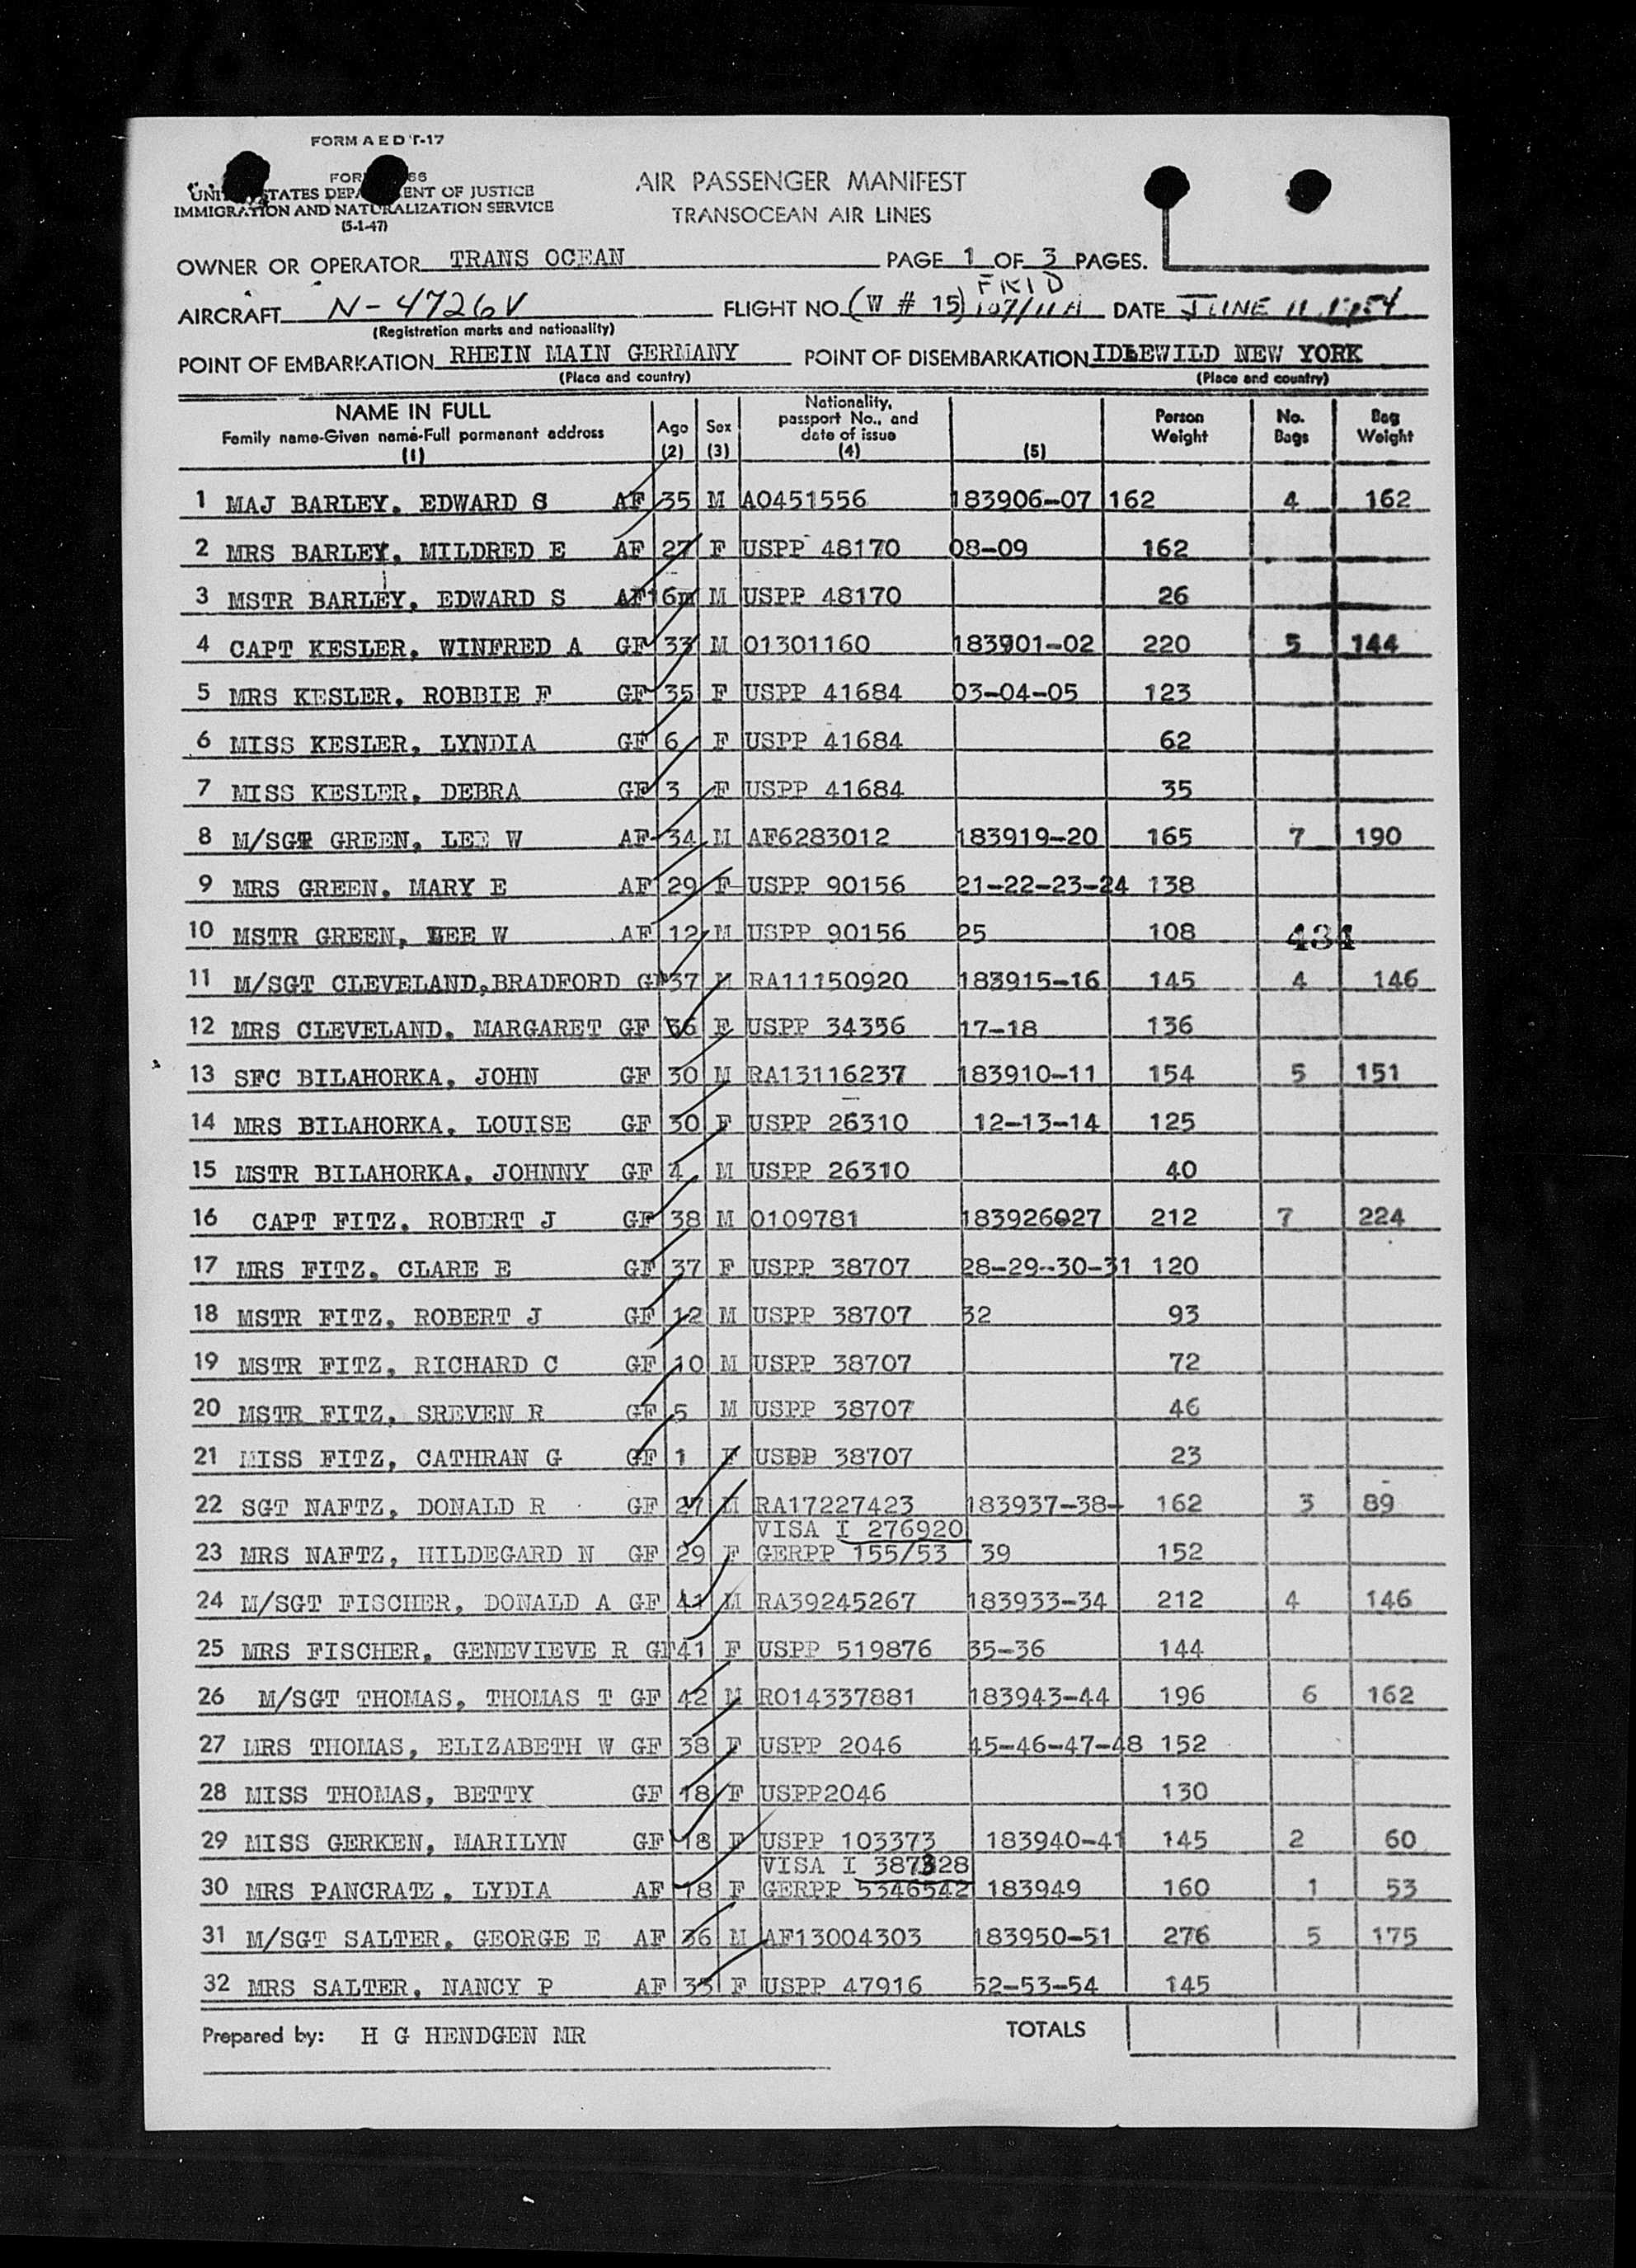 FORM A E D T-17
UNITED STATES DEPARTMENT OF JUSTICE
IMMIGRATION AND NATURALIZATION SERVICE
(5-1-47)
AIR PASSENGER MANIFEST
TRANSOCEAN AIR LINES
OWNER OR OPERATOR TRANS OCEAN PAGE 1 OF 3 PAGES.
AIRCRAFT N-4726V FLIGHT NO (W # 15) FRID 107/11A DATE JUNE 11, 1954
(Registration marks and nationality)
POINT OF EMBARKATION RHEIN MAIN GERMANY POINT OF DISEMBARKATION IDLEWILD NEW YORK
(Place and country) (Place and country)
NAME IN FULL Family name-Given name-Full permanent address (1) Age (2) Sex (3) Nationality, passport No., and date of issue (4) (5) Person Weight No. Bags Bag Weight
1 MAJ BARLEY, EDWARD S AF 35 M AO451556 183906-07 162 4 162
2 MRS BARLEY, MILDRED E AF 27 F USPP 48170 08-09 162
3 MSTR BARLEY, EDWARD S AF 16m M USPP 48170 26
4 CAPT KESLER, WINFRED A GF 33 M 01301160 183901-02 220 5 144
5 MRS KESLER, ROBBIE F GF 35 F USPP 41684 03-04-05 123
6 MISS KESLER, LYNDIA GF 6 F USPP 41684 62
7 MISS KESLER, DEBRA GF 3 F USPP 41684 35
8 M/SGT GREEN, LEE W AF 34 M AF6283012 183919-20 165 7 190
9 MRS GREEN, MARY E AF 29 F USPP 90156 21-22-23-24 138
10 MSTR GREEN, LEE W AF 12 M USPP 90156 25 108 434
11 M/SGT CLEVELAND,BRADFORD GF 37 M RA11150920 183915-16 145 4 146
12 MRS CLEVELAND, MARGARET GF 36 F USPP 34356 17-18 136
13 SFC BILAHORKA, JOHN GF 30 M RA13116237 183910-11 154 5 151
14 MRS BILAHORKA, LOUISE GF 30 F USPP 26310 12-13-14 125
15 MSTR BILAHORKA, JOHNNY GF 4 M USPP 26310 40
16 CAPT FITZ, ROBERT J GF 38 M 0109781 183926027 212 7 224
17 MRS FITZ, CLARE E GF 37 F USPP 38707 28-29-30-31 120
18 MSTR FITZ, ROBERT J GF 12 M USPP 38707 32 93
19 MSTR FITZ, RICHARD C GF 10 M USPP 38707 72
20 MSTR FITZ, SREVEN R GF 5 M USPP 38707 46
21 MISS FITZ, CATHRAN G GF 1 F USBB 38707 23
22 SGT NAFTZ, DONALD R GF 27 M RA17227423 183937-38- 162 3 89
VISA I 276920
23 MRS NAFTZ, HILDEGARD N GF 29 F GERPP 155/53 39 152
24 M/SGT FISCHER, DONALD A GF 41 M RA39245267 183933-34 212 4 146
25 MRS FISCHER, GENEVIEVE R GF 41 F USPP 519876 35-36 144
26 M/SGT THOMAS, THOMAS T GF 42 M RO14337881 183943-44 196 6 162
27 MRS THOMAS, ELIZABETH W GF 38 F USPP 2046 45-46-47-48 152
28 MISS THOMAS, BETTY GF 18 F USPP2046 130
29 MISS GERKEN, MARILYN GF 18 F USPP 103373 183940-41 145 2 60
VISA I 387328
30 MRS PANCRATZ, LYDIA AF 18 F GERPP 5346542 183949 160 1 53
31 M/SGT SALTER, GEORGE E AF 36 M AF13004303 183950-51 276 5 175
32 MRS SALTER, NANCY P AF 33 F USPP 47916 52-53-54 145
Prepared by: H G HENDGEN MR TOTALS